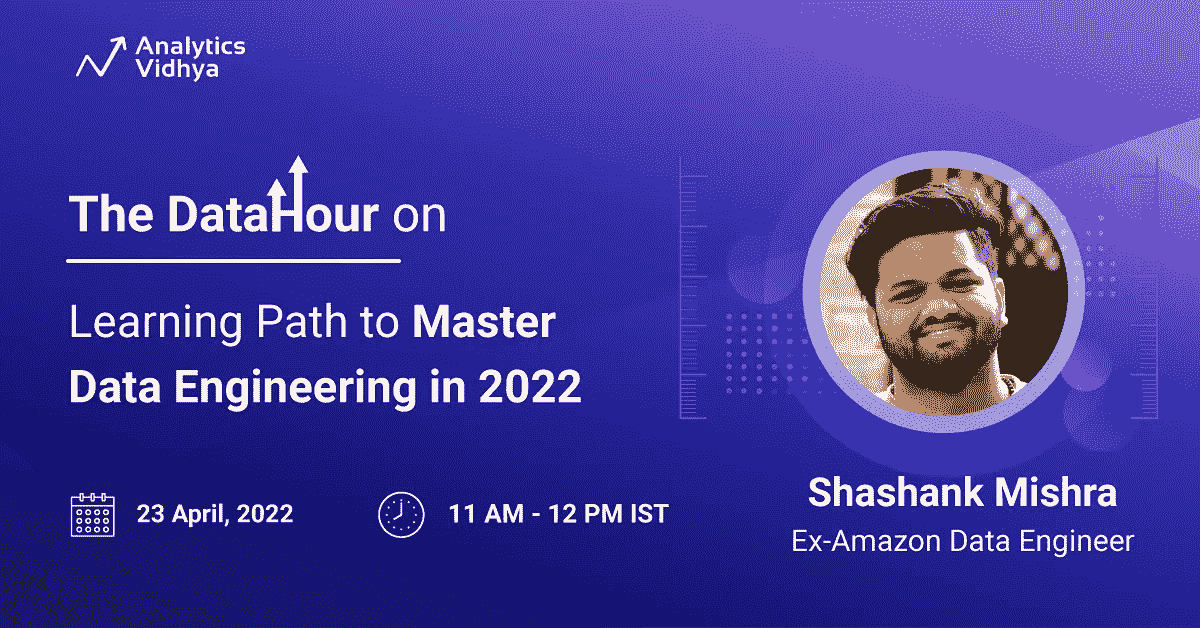 Analytics
Vidhya
The DataHour on
Learning Path to Master
Data Engineering in 2022
23 April, 2022
11 AM - 12 PM IST
Shashank Mishra
Ex-Amazon Data Engineer